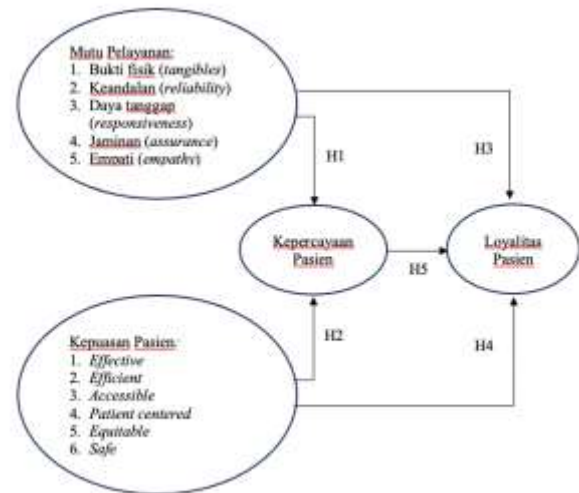 Mutu Pelayanan:
1. Bukti fisik (tangibles)
2. Keandalan (reliability)
3. Daya tanggap
(responsiveness)
4. Jaminan (assurance)
5. Empati (empathy)
H1
H3
Kepercayaan
Pasien
Loyalitas
Pasien
H5
H2
H4
Kepuasan Pasien:
1. Effective
2. Efficient
3. Accessible
4. Patient centered
5. Equitable
6. Safe